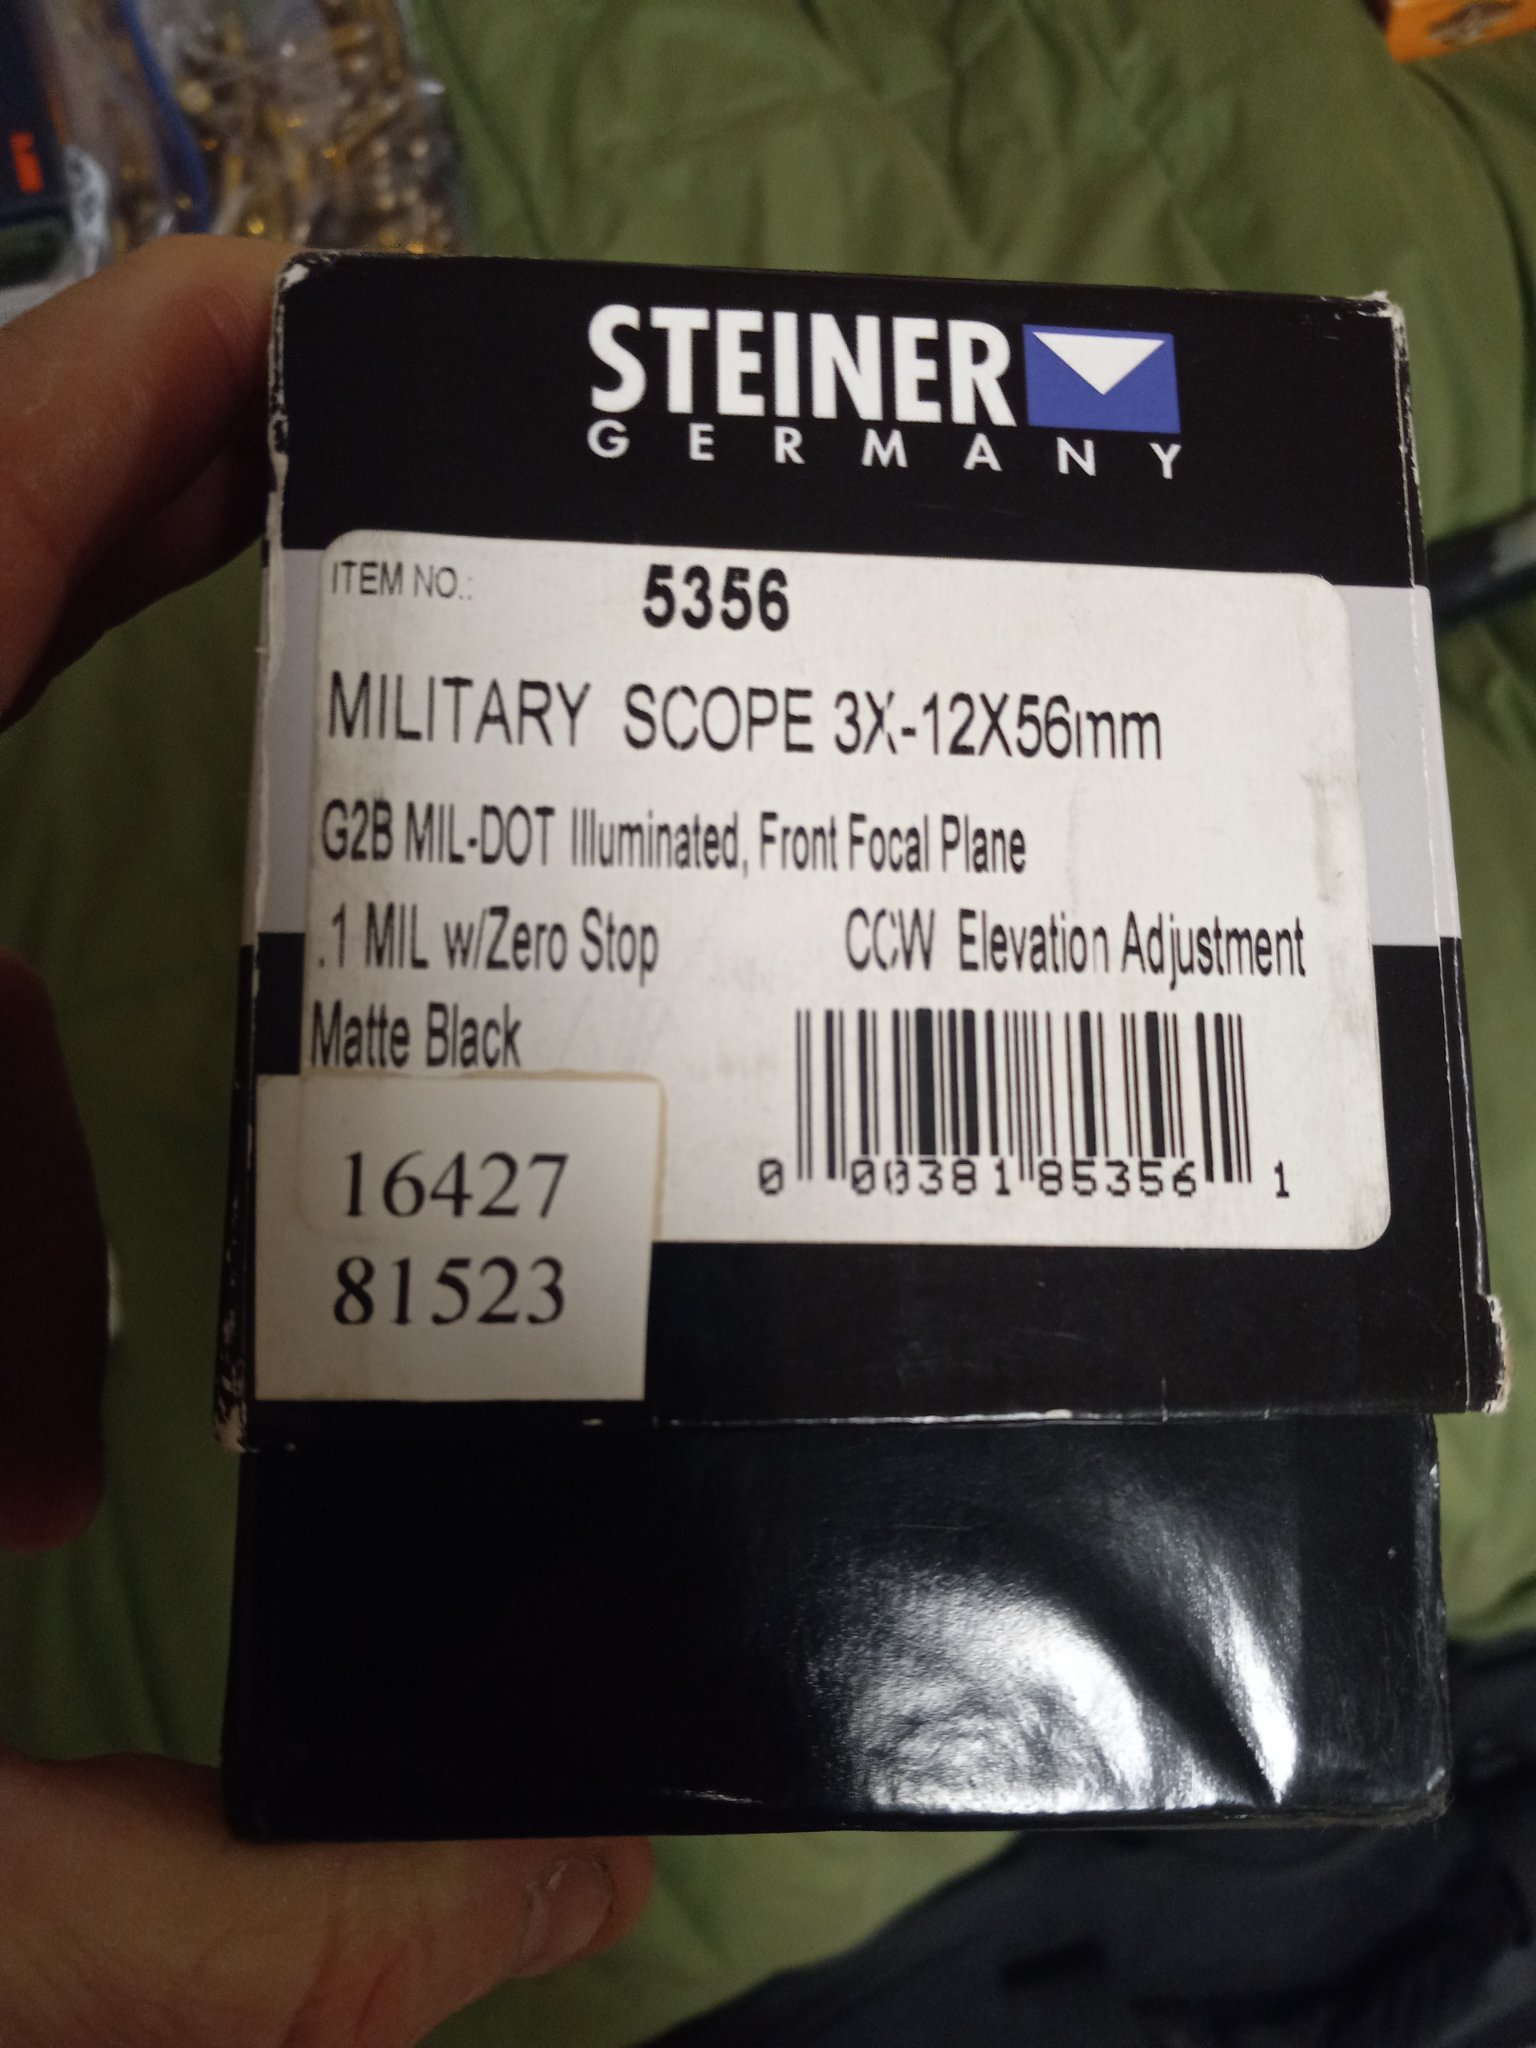 STEINER
GERMANY
ITEM NO.: 5356
MILITARY SCOPE 3X-12X56mm
G2B MIL-DOT Illuminated, Front Focal Plane
.1 MIL w/Zero Stop CCW Elevation Adjustment
Matte Black
0 00381 85356 1
16427
81523